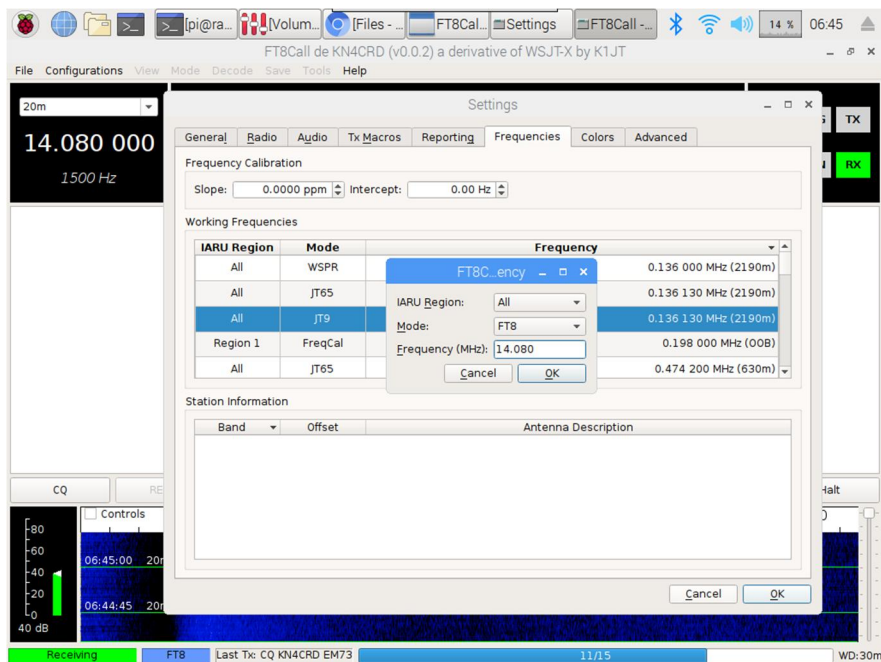 [pi@ra... [Volum... [Files - ... FT8Cal... Settings FT8Call -... 14 % 06:45
FT8Call de KN4CRD (v0.0.2) a derivative of WSJT-X by K1JT
File Configurations View Mode Decode Save Tools Help
20m
14.080 000
1500 Hz
TX
RX
Settings
General Radio Audio Tx Macros Reporting Frequencies Colors Advanced
Frequency Calibration
Slope: 0.0000 ppm Intercept: 0.00 Hz
Working Frequencies
IARU Region Mode Frequency
All WSPR 0.136 000 MHz (2190m)
All JT65 0.136 130 MHz (2190m)
All JT9 0.136 130 MHz (2190m)
Region 1 FreqCal 0.198 000 MHz (OOB)
All JT65 0.474 200 MHz (630m)
FT8C...ency
IARU Region: All
Mode: FT8
Frequency (MHz): 14.080
Cancel OK
Station Information
Band Offset Antenna Description
Cancel OK
CQ RE Halt
Controls
-80
-60
-40
-20
-0
40 dB
06:45:00 20m
06:44:45 20m
Receiving FT8 Last Tx: CQ KN4CRD EM73 11/15 WD:30m